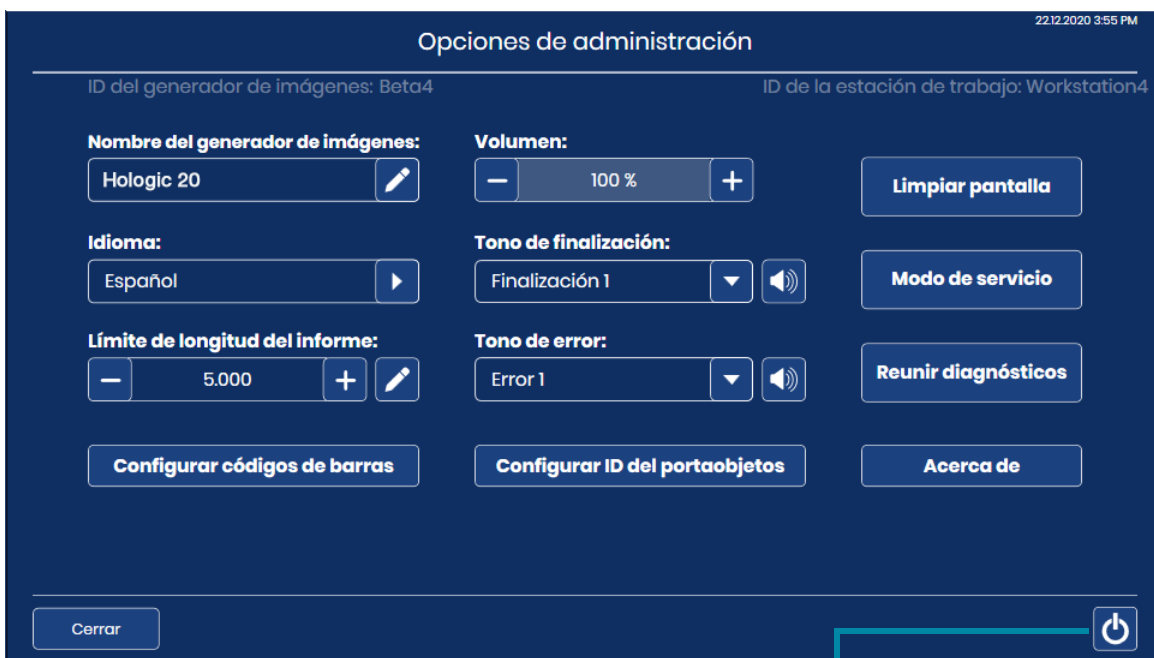 22.12.2020 3:55 PM
Opciones de administración
ID del generador de imágenes: Beta4
ID de la estación de trabajo: Workstation4
Nombre del generador de imágenes:
Hologic 20
Volumen:
100 %
Limpiar pantalla
Idioma:
Español
Tono de finalización:
Finalización 1
Modo de servicio
Límite de longitud del informe:
5.000
Tono de error:
Error 1
Reunir diagnósticos
Configurar códigos de barras
Configurar ID del portaobjetos
Acerca de
Cerrar